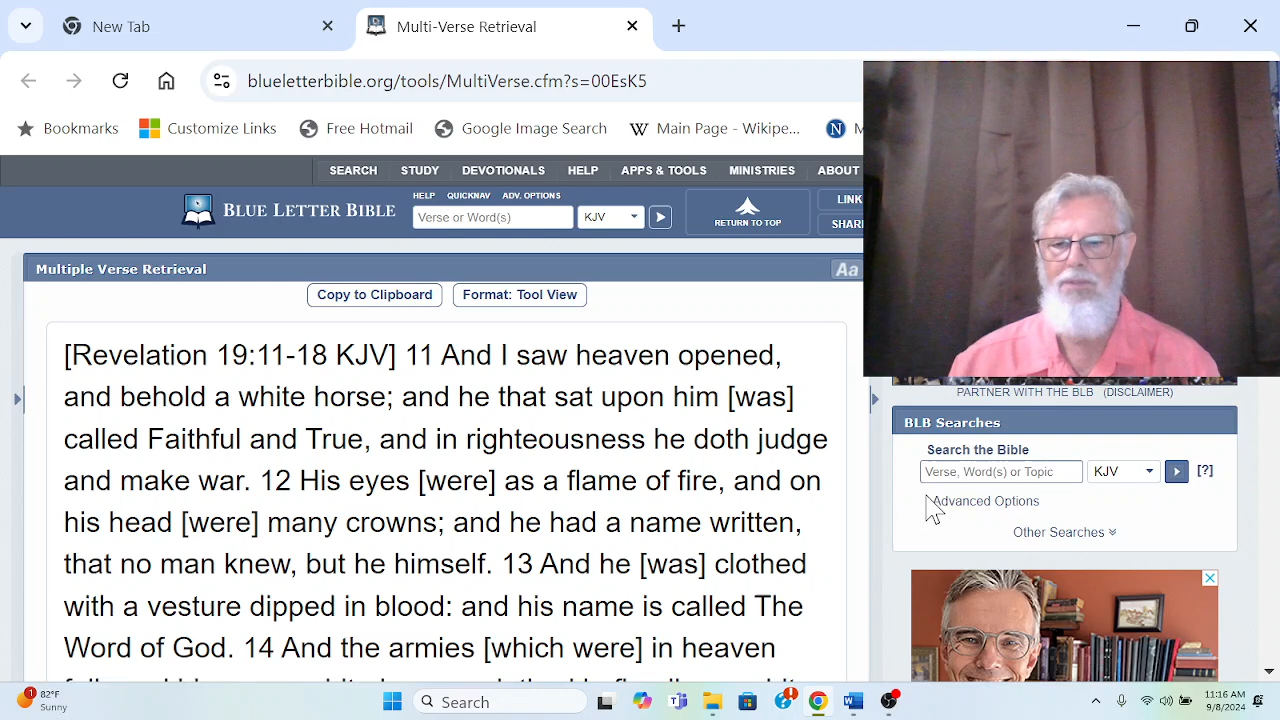 New Tab
Multi-Verse Retrieval
blueletterbible.org/tools/MultiVerse.cfm?s=00EsK5
Bookmarks Customize Links Free Hotmail Google Image Search Main Page - Wikipe...
SEARCH STUDY DEVOTIONALS HELP APPS & TOOLS MINISTRIES ABOUT
HELP QUICKNAV ADV. OPTIONS
BLUE LETTER BIBLE
Verse or Word(s) KJV
RETURN TO TOP
LINK
SHAR
Multiple Verse Retrieval Aa
Copy to Clipboard Format: Tool View
[Revelation 19:11-18 KJV] 11 And I saw heaven opened,
and behold a white horse; and he that sat upon him [was]
called Faithful and True, and in righteousness he doth judge
and make war. 12 His eyes [were] as a flame of fire, and on
his head [were] many crowns; and he had a name written,
that no man knew, but he himself. 13 And he [was] clothed
with a vesture dipped in blood: and his name is called The
Word of God. 14 And the armies [which were] in heaven
PARTNER WITH THE BLB (DISCLAIMER)
BLB Searches
Search the Bible
Verse, Word(s) or Topic KJV [?]
Advanced Options
Other Searches
82°F
Sunny
Search
11:16 AM
9/8/2024